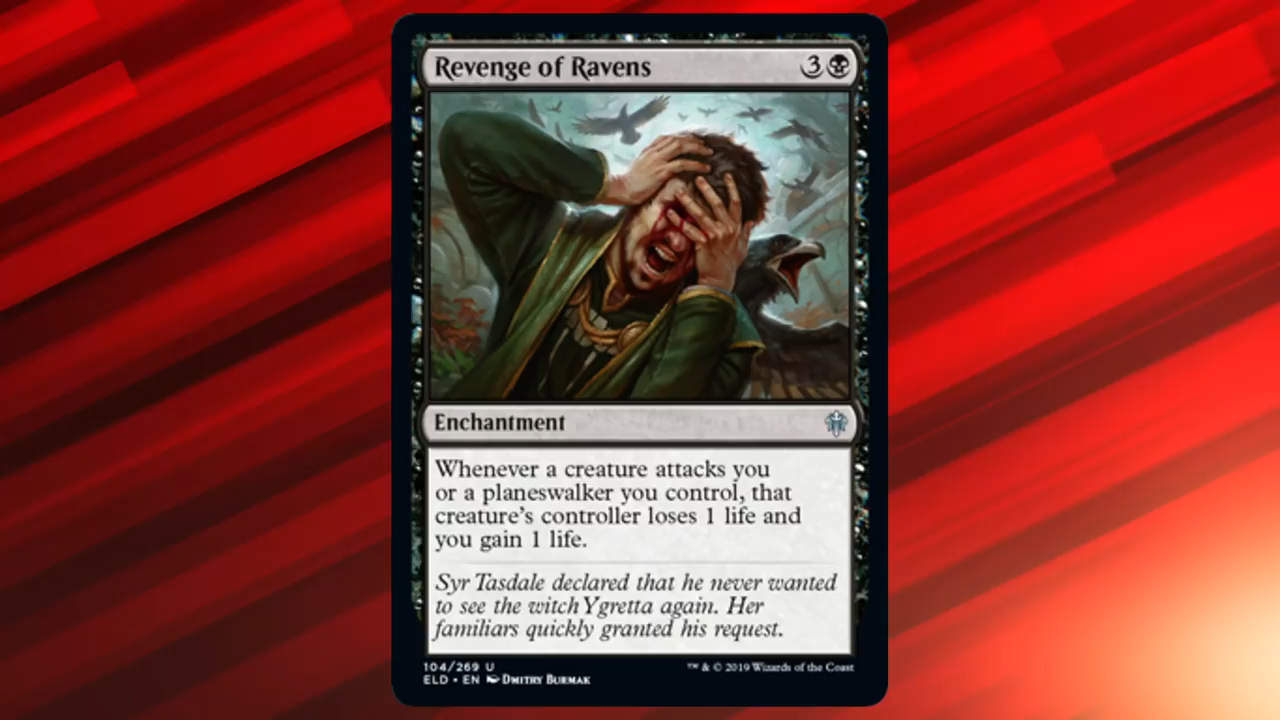 Revenge of Ravens 3
Enchantment
Whenever a creature attacks you
or a planeswalker you control, that
creature's controller loses 1 life and
you gain 1 life.
Syr Tasdale declared that he never wanted
to see the witch Ygretta again. Her
familiars quickly granted his request.
104/269 U ™ & © 2019 Wizards of the Coast
ELD • EN Dmitry Burmak